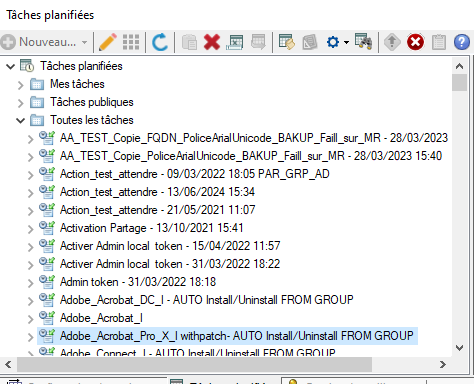 Tâches planifiées
Nouveau...
Tâches planifiées
Mes tâches
Tâches publiques
Toutes les tâches
AA_TEST_Copie_FQDN_PoliceArialUnicode_BAKUP_Faill_sur_MR - 28/03/2023
AA_TEST_Copie_PoliceArialUnicode_BAKUP_Faill_sur_MR - 28/03/2023 15:40
Action_test_attendre - 09/03/2022 18:05 PAR_GRP_AD
Action_test_attendre - 13/06/2024 15:34
Action_test_attendre - 21/05/2021 11:07
Activation Partage - 13/10/2021 15:41
Activer Admin local  token - 15/04/2022 11:57
Activer Admin local  token - 31/03/2022 18:22
Admin token - 31/03/2022 18:18
Adobe_Acrobat_DC_I - AUTO Install/Uninstall FROM GROUP
Adobe_Acrobat_I
Adobe_Acrobat_Pro_X_I withpatch- AUTO Install/Uninstall FROM GROUP
Adobe_Connect_I - AUTO Install/Uninstall FROM GROUP